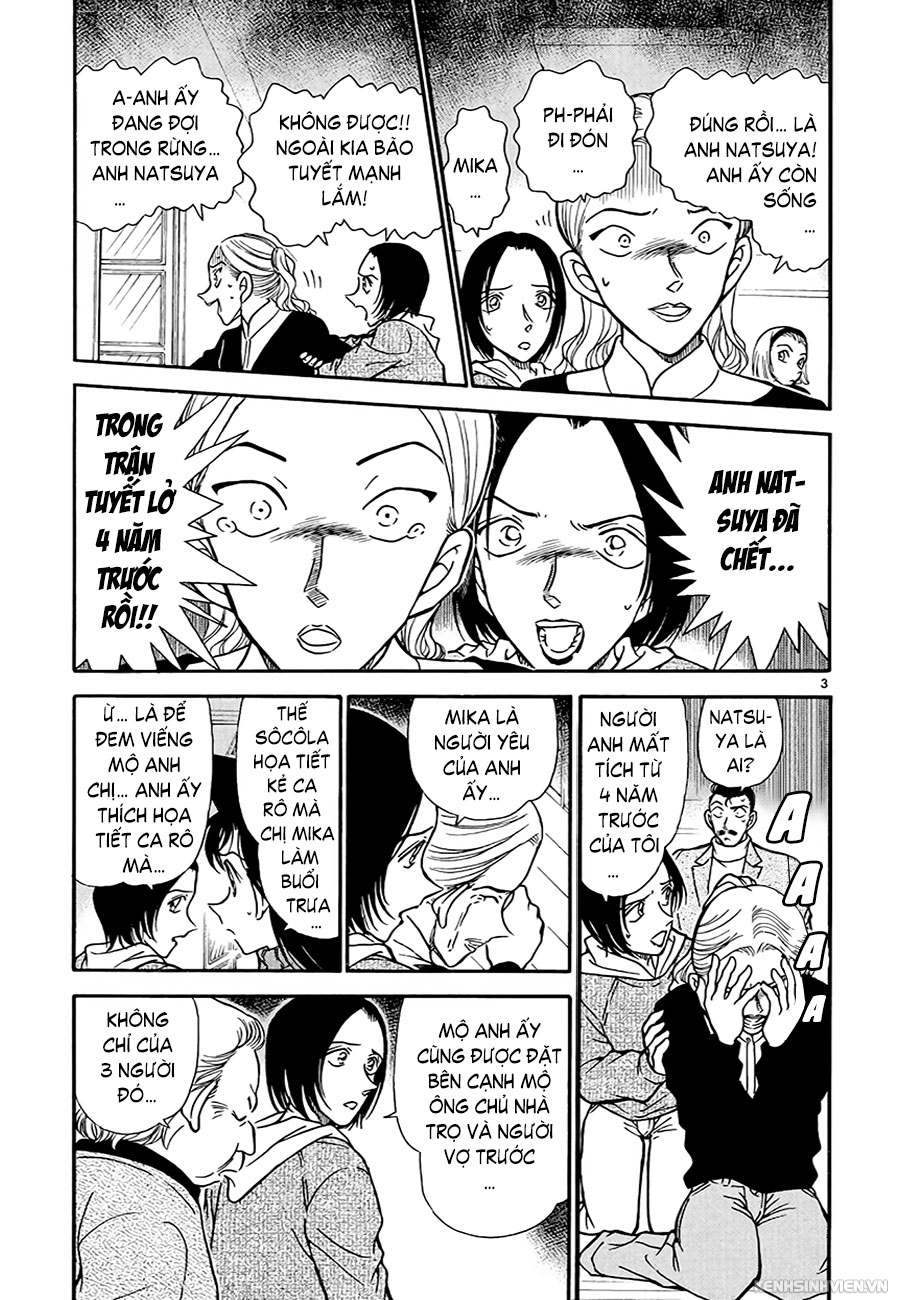 ĐÚNG RỒI... LÀ
ANH NATSUYA!
ANH ẤY CÒN
SỐNG
...
PH-PHẢI
ĐI ĐÓN
...
MIKA
...
KHÔNG ĐƯỢC!!
NGOÀI KIA BÃO
TUYẾT MẠNH
LẮM!
A-ANH ẤY
ĐANG ĐỢI
TRONG RỪNG...
ANH NATSUYA
...
ANH NAT-
SUYA ĐÃ
CHẾT...
TRONG
TRẬN
TUYẾT LỞ
4 NĂM
TRƯỚC
RỒI!!
3
NATSU-
YA LÀ
AI?
NGƯỜI
ANH MẤT
TÍCH TỪ
4 NĂM
TRƯỚC
CỦA TÔI
...
A
A
A
A
MIKA LÀ
NGƯỜI YÊU
CỦA ANH
ẤY...
THẾ
SÔCÔLA
HỌA TIẾT
KẺ CA
RÔ MÀ
CHỊ MIKA
LÀM
BUỔI
TRƯA
...
Ừ... LÀ ĐỂ
ĐEM VIẾNG
MỘ ANH
CHỊ... ANH ẤY
THÍCH HỌA
TIẾT CA RÔ
MÀ...
MỘ ANH ẤY
CŨNG ĐƯỢC ĐẶT
BÊN CẠNH MỘ
ÔNG CHỦ NHÀ
TRỌ VÀ NGƯỜI
VỢ TRƯỚC
...
KHÔNG
CHỈ CỦA
3 NGƯỜI
ĐÓ...
KENHSINHVIEN.VN